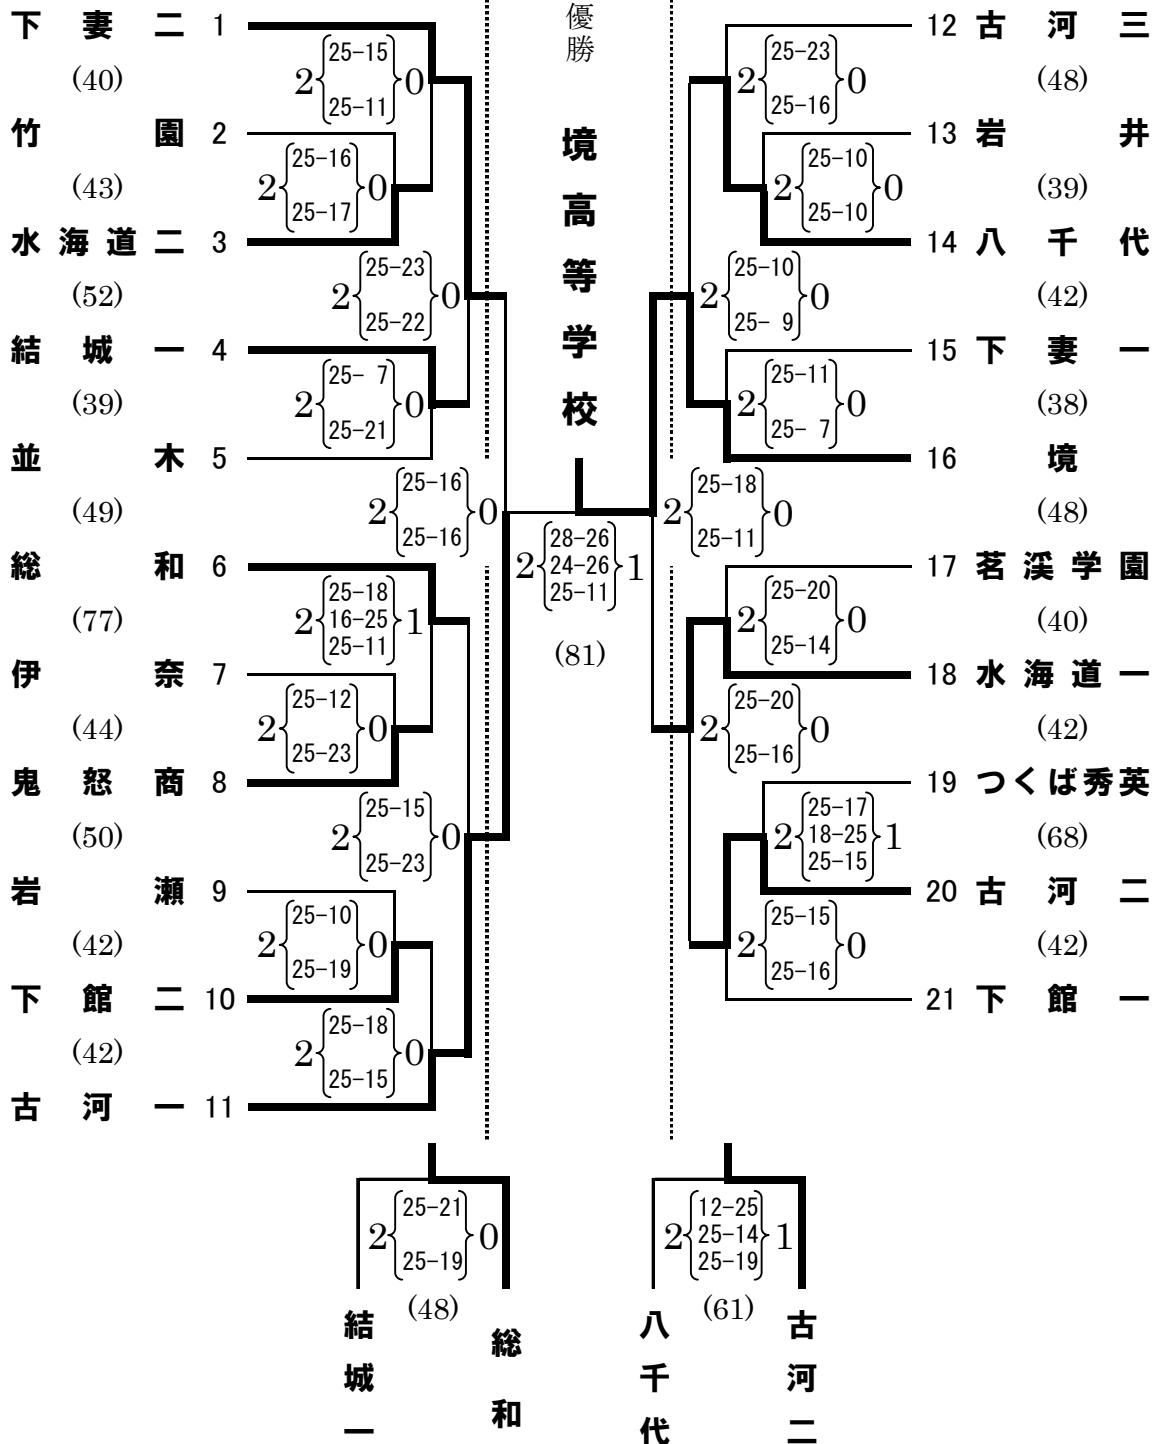 優勝
境高等学校
下妻二 1
2 25-15 0
25-11
(40)
竹園 2
2 25-16 0
25-17
(43)
水海道二 3
2 25-23 0
25-22
(52)
結城一 4
2 25- 7 0
25-21
(39)
並木 5
2 25-16 0
25-16
(49)
総和 6
2 25-18 1
16-25
25-11
(77)
伊奈 7
2 25-12 0
25-23
(44)
鬼怒商 8
2 25-15 0
25-23
(50)
岩瀬 9
2 25-10 0
25-19
(42)
下館二 10
2 25-18 0
25-15
(42)
古河一 11
2 28-26 1
24-26
25-11
(81)
12 古河三
2 25-23 0
25-16
(48)
13 岩井
2 25-10 0
25-10
(39)
14 八千代
2 25-10 0
25- 9
(42)
15 下妻一
2 25-11 0
25- 7
(38)
16 境
2 25-18 0
25-11
(48)
17 茗溪学園
2 25-20 0
25-14
(40)
18 水海道一
2 25-20 0
25-16
(42)
19 つくば秀英
2 25-17 1
18-25
25-15
(68)
20 古河二
2 25-15 0
25-16
(42)
21 下館一
2 25-21 0
25-19
(48)
結城一
総和
2 12-25 1
25-14
25-19
(61)
八千代
古河二